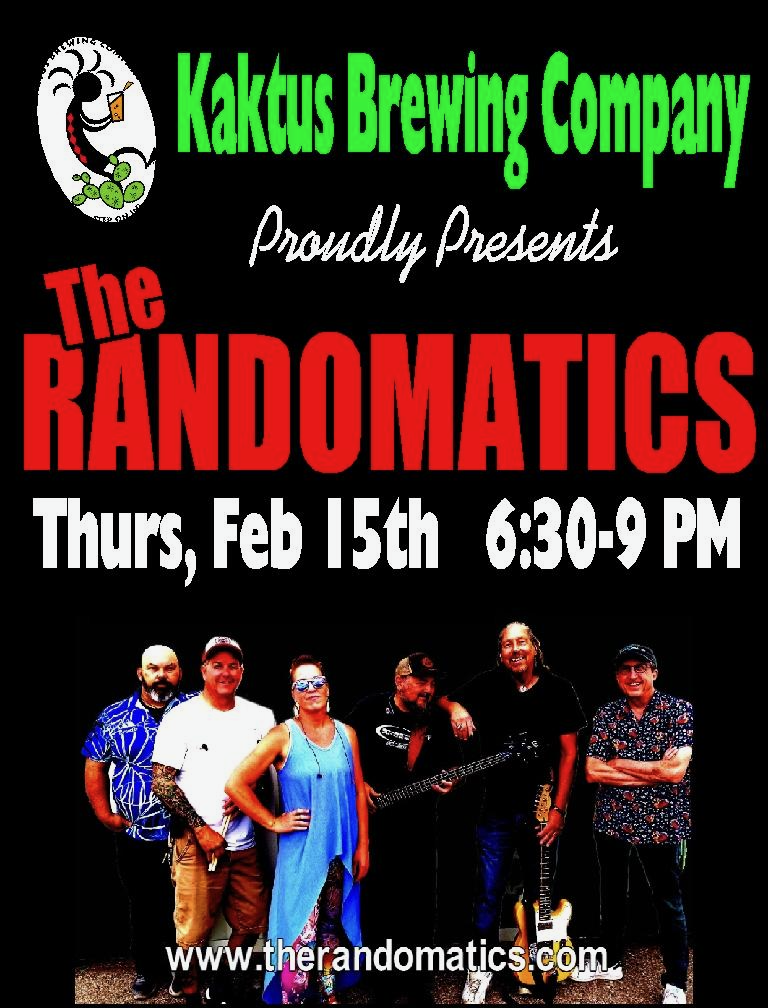 Kaktus Brewing Company
Proudly Presents
The
RANDOMATICS
Thurs, Feb 15th 6:30-9 PM
www.therandomatics.com